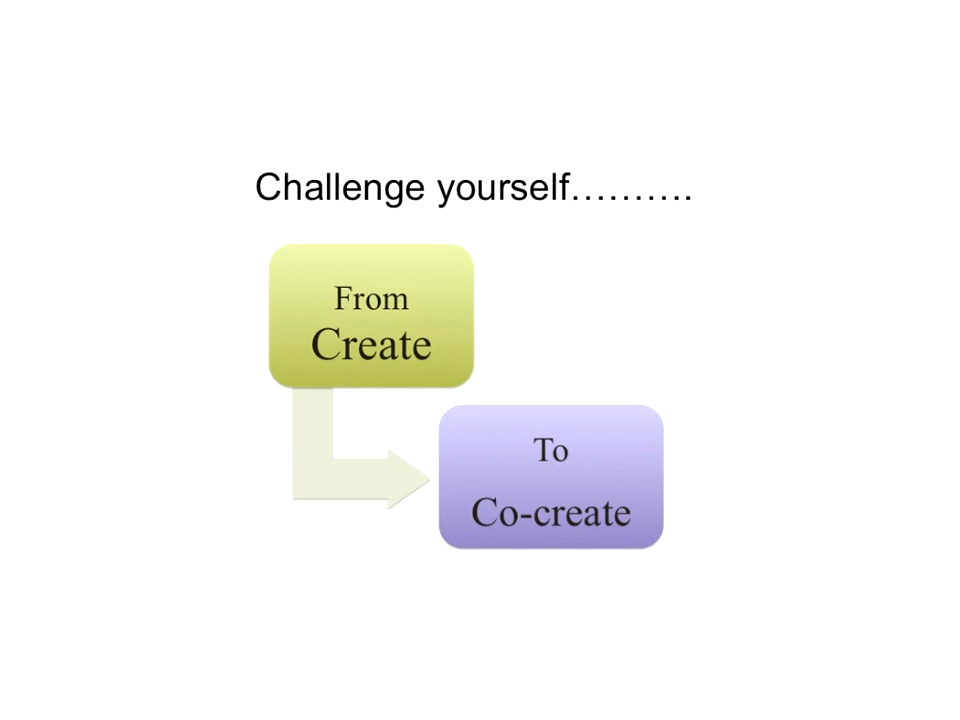 Challenge yourself……….
From
Create
To
Co-create